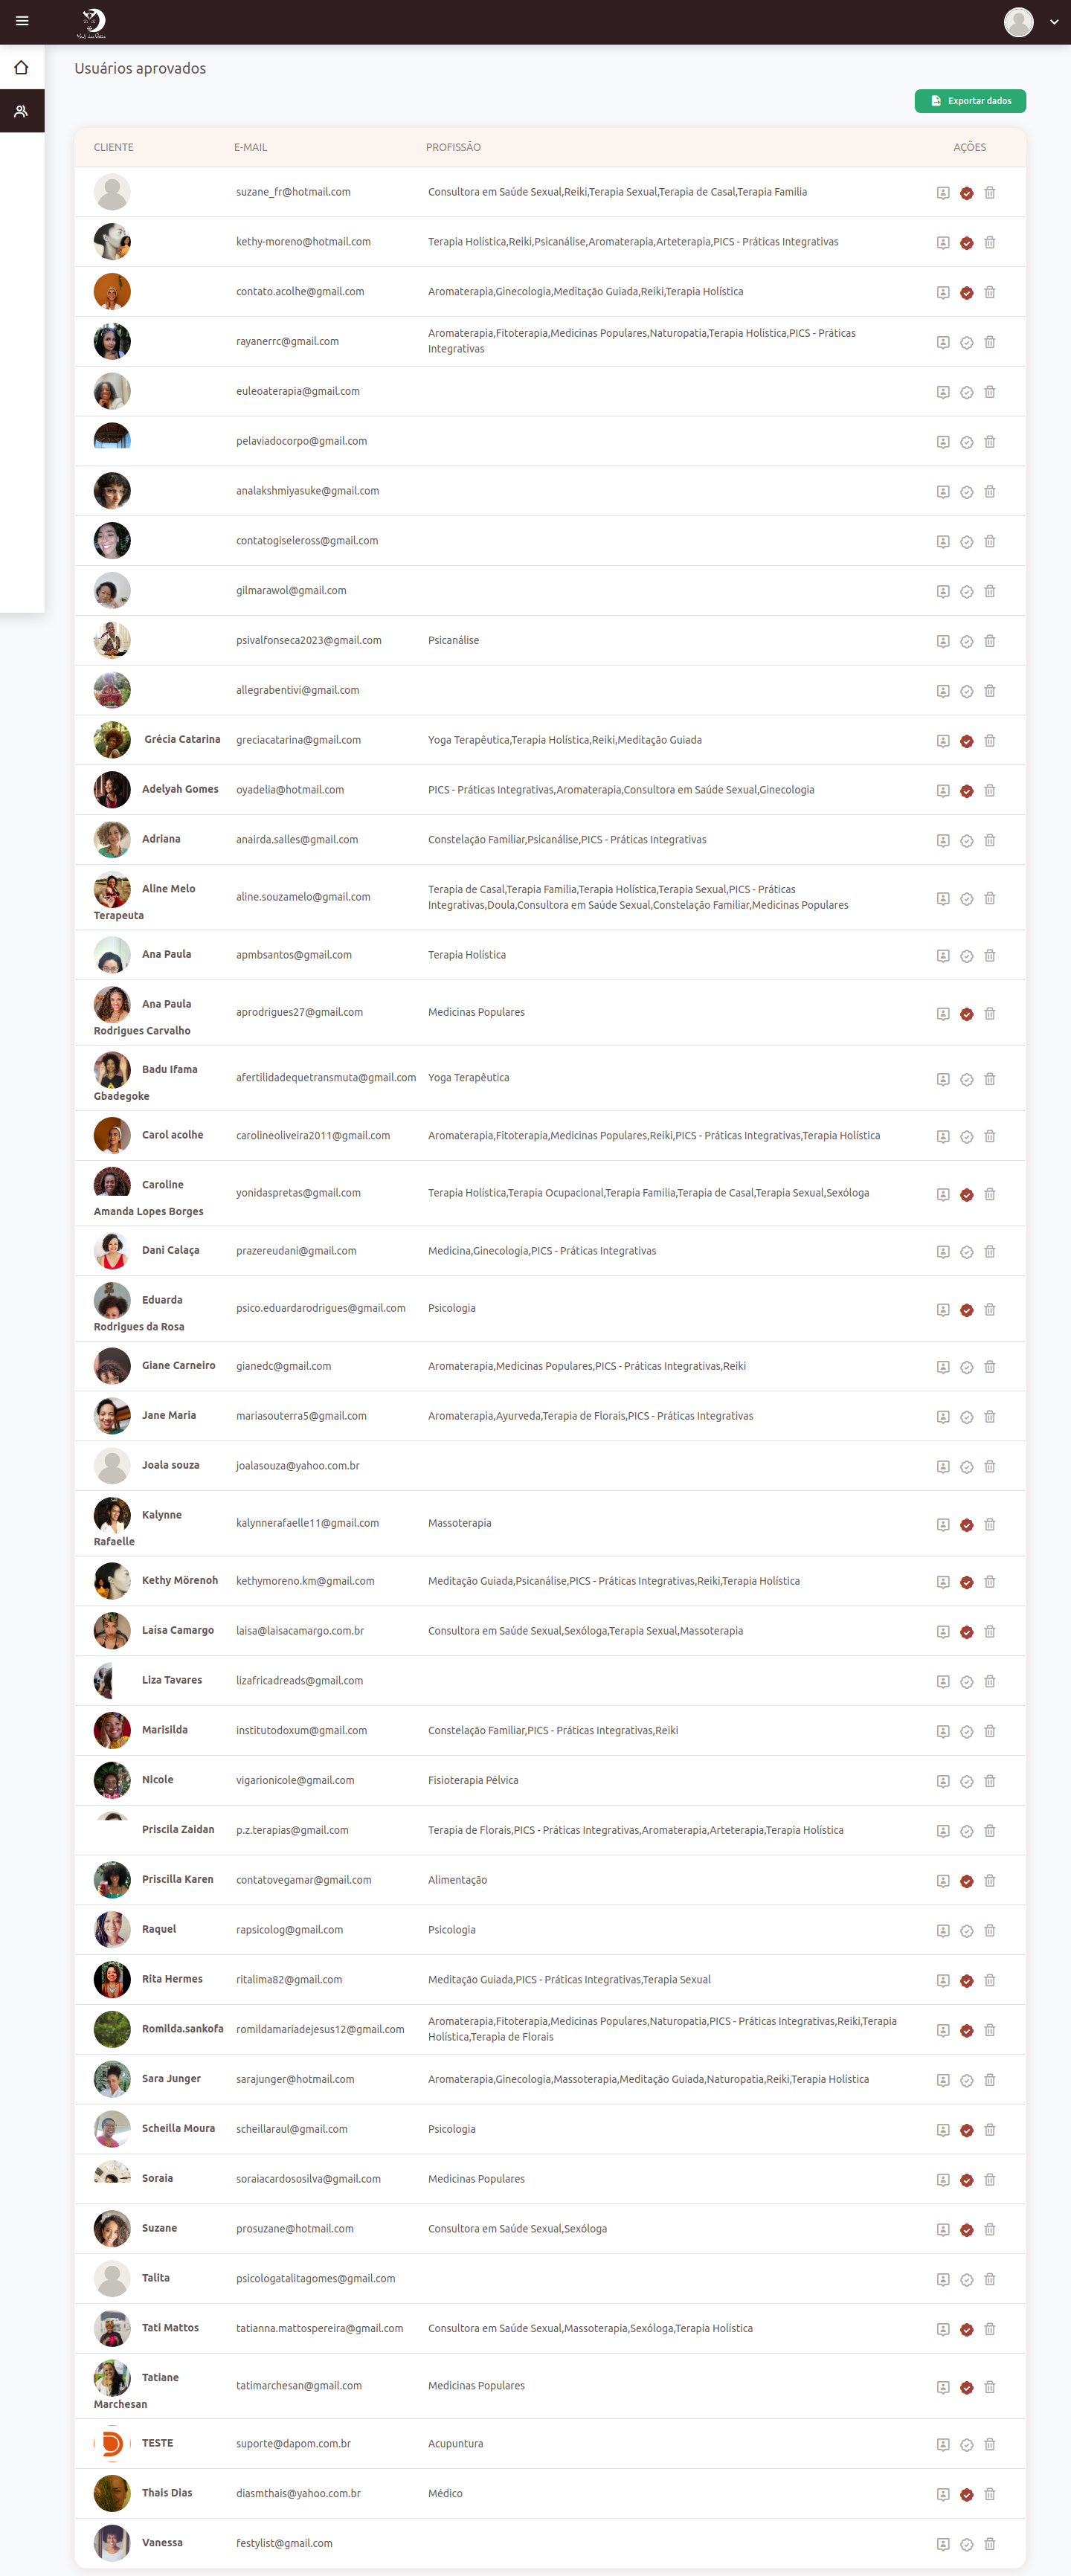 Usuários aprovados
Exportar dados
CLIENTE E-MAIL PROFISSÃO AÇÕES
suzane_fr@hotmail.com Consultora em Saúde Sexual,Reiki,Terapia Sexual,Terapia de Casal,Terapia Familia
kethy-moreno@hotmail.com Terapia Holística,Reiki,Psicanálise,Aromaterapia,Arteterapia,PICS - Práticas Integrativas
contato.acolhe@gmail.com Aromaterapia,Ginecologia,Meditação Guiada,Reiki,Terapia Holística
rayanerrc@gmail.com Aromaterapia,Fitoterapia,Medicinas Populares,Naturopatia,Terapia Holística,PICS - Práticas
Integrativas
euleoaterapia@gmail.com
pelaviadocorpo@gmail.com
analakshmiyasuke@gmail.com
contatogiseleross@gmail.com
gilmarawol@gmail.com
psivalfonseca2023@gmail.com Psicanálise
allegrabentivi@gmail.com
Grécia Catarina greciacatarina@gmail.com Yoga Terapêutica,Terapia Holística,Reiki,Meditação Guiada
Adelyah Gomes oyadelia@hotmail.com PICS - Práticas Integrativas,Aromaterapia,Consultora em Saúde Sexual,Ginecologia
Adriana anairda.salles@gmail.com Constelação Familiar,Psicanálise,PICS - Práticas Integrativas
Aline Melo
Terapeuta aline.souzamelo@gmail.com Terapia de Casal,Terapia Familia,Terapia Holística,Terapia Sexual,PICS - Práticas
Integrativas,Doula,Consultora em Saúde Sexual,Constelação Familiar,Medicinas Populares
Ana Paula apmbsantos@gmail.com Terapia Holística
Ana Paula
Rodrigues Carvalho aprodrigues27@gmail.com Medicinas Populares
Badu Ifama
Gbadegoke afertilidadequetransmuta@gmail.com Yoga Terapêutica
Carol acolhe carolineoliveira2011@gmail.com Aromaterapia,Fitoterapia,Medicinas Populares,Reiki,PICS - Práticas Integrativas,Terapia Holística
Caroline
Amanda Lopes Borges yonidaspretas@gmail.com Terapia Holística,Terapia Ocupacional,Terapia Familia,Terapia de Casal,Terapia Sexual,Sexóloga
Dani Calaça prazereudani@gmail.com Medicina,Ginecologia,PICS - Práticas Integrativas
Eduarda
Rodrigues da Rosa psico.eduardarodrigues@gmail.com Psicologia
Giane Carneiro gianedc@gmail.com Aromaterapia,Medicinas Populares,PICS - Práticas Integrativas,Reiki
Jane Maria mariasouterra5@gmail.com Aromaterapia,Ayurveda,Terapia de Florais,PICS - Práticas Integrativas
Joala souza joalasouza@yahoo.com.br
Kalynne
Rafaelle kalynnerafaelle11@gmail.com Massoterapia
Kethy Mörenoh kethymoreno.km@gmail.com Meditação Guiada,Psicanálise,PICS - Práticas Integrativas,Reiki,Terapia Holística
Laísa Camargo laisa@laisacamargo.com.br Consultora em Saúde Sexual,Sexóloga,Terapia Sexual,Massoterapia
Liza Tavares lizafricadreads@gmail.com
Marisilda institutodoxum@gmail.com Constelação Familiar,PICS - Práticas Integrativas,Reiki
Nicole vigarionicole@gmail.com Fisioterapia Pélvica
Priscila Zaidan p.z.terapias@gmail.com Terapia de Florais,PICS - Práticas Integrativas,Aromaterapia,Arteterapia,Terapia Holística
Priscilla Karen contatovegamar@gmail.com Alimentação
Raquel rapsicolog@gmail.com Psicologia
Rita Hermes ritalima82@gmail.com Meditação Guiada,PICS - Práticas Integrativas,Terapia Sexual
Romilda.sankofa romildamariadejesus12@gmail.com Aromaterapia,Fitoterapia,Medicinas Populares,Naturopatia,PICS - Práticas Integrativas,Reiki,Terapia
Holística,Terapia de Florais
Sara Junger sarajunger@hotmail.com Aromaterapia,Ginecologia,Massoterapia,Meditação Guiada,Naturopatia,Reiki,Terapia Holística
Scheilla Moura scheillaraul@gmail.com Psicologia
Soraia soraiacardososilva@gmail.com Medicinas Populares
Suzane prosuzane@hotmail.com Consultora em Saúde Sexual,Sexóloga
Talita psicologatalitagomes@gmail.com
Tati Mattos tatianna.mattospereira@gmail.com Consultora em Saúde Sexual,Massoterapia,Sexóloga,Terapia Holística
Tatiane
Marchesan tatimarchesan@gmail.com Medicinas Populares
TESTE suporte@dapom.com.br Acupuntura
Thais Dias diasmthais@yahoo.com.br Médico
Vanessa festylist@gmail.com